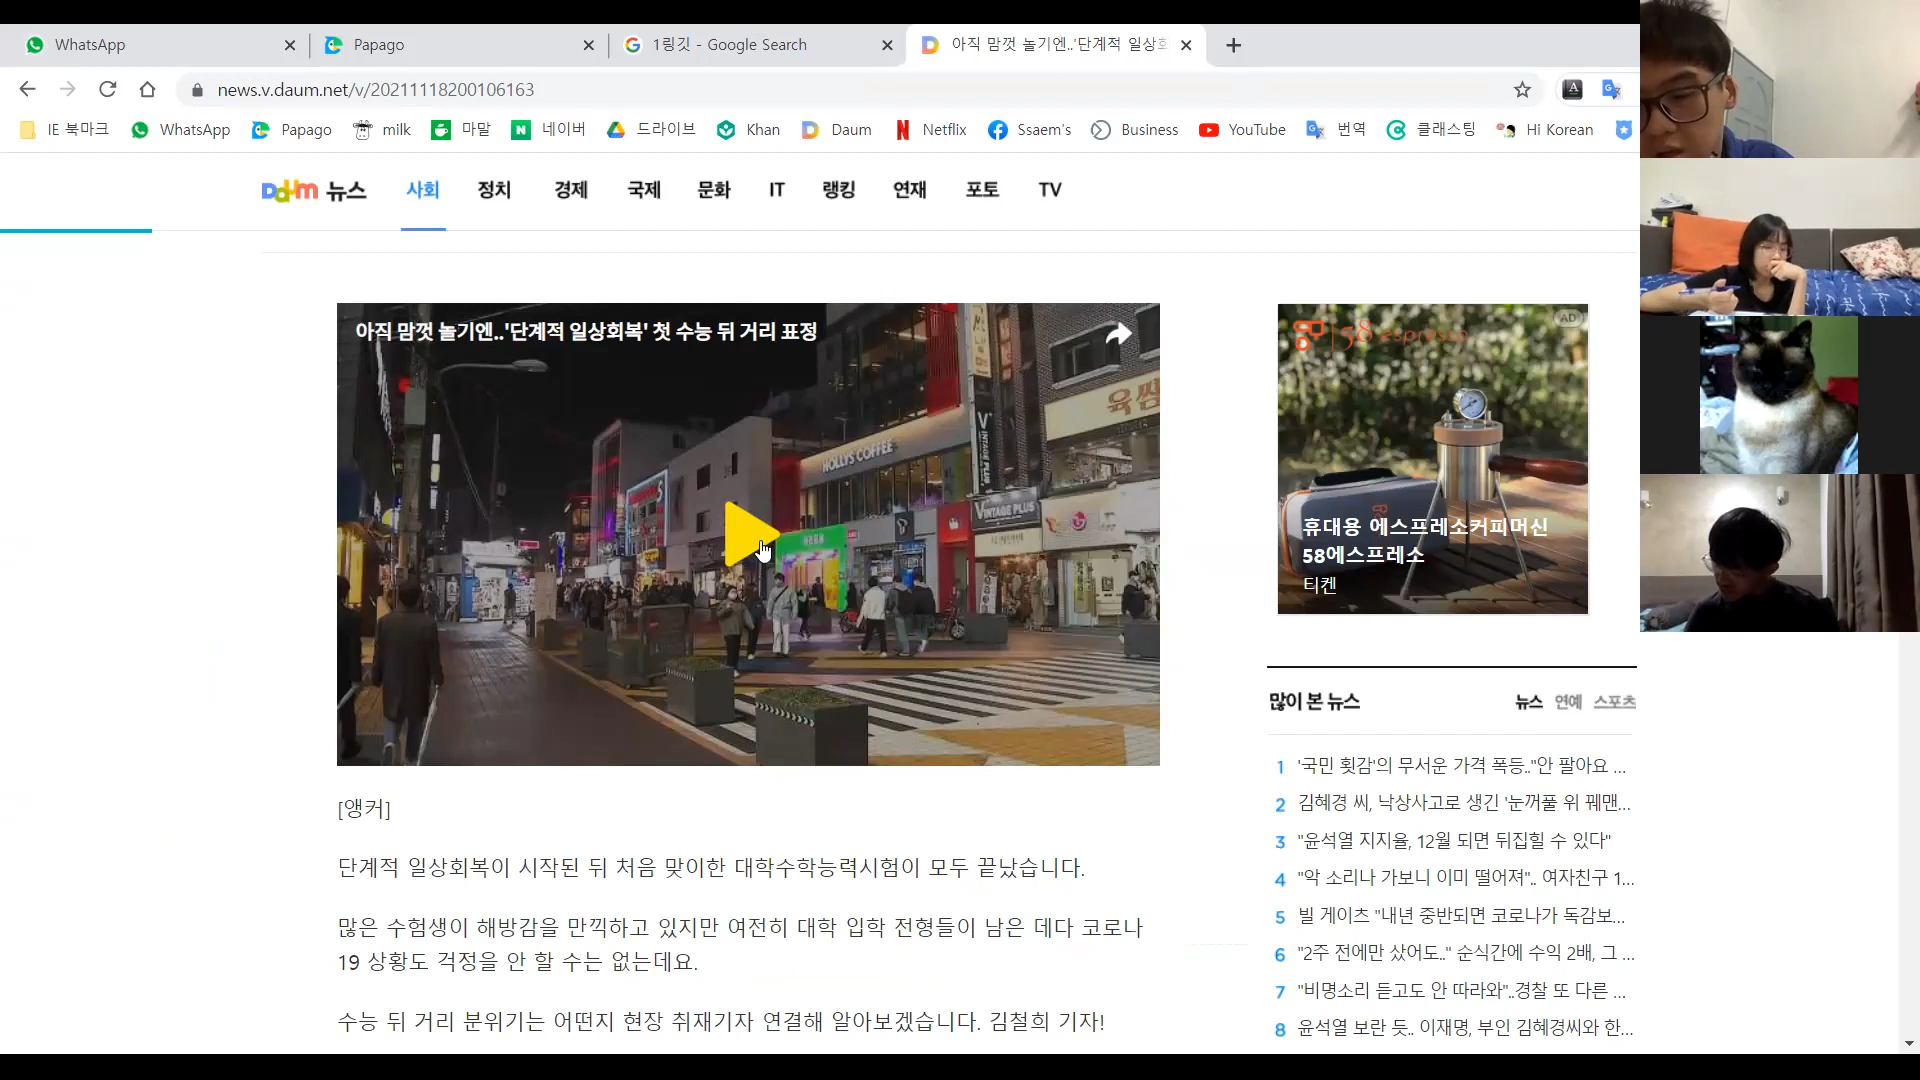 WhatsApp
Papago
1링깃 - Google Search
아직 맘껏 놀기엔..'단계적 일상회
news.v.daum.net/v/20211118200106163
IE 북마크 WhatsApp Papago milk 마말 네이버 드라이브 Khan Daum Netflix Ssaem's Business YouTube 번역 클래스팅 Hi Korean
Daum 뉴스 사회 정치 경제 국제 문화 IT 랭킹 연재 포토 TV
아직 맘껏 놀기엔..'단계적 일상회복' 첫 수능 뒤 거리 표정
HOLLYS COFFEE
VINTAGE PLUS
육쌈
AD
58 espresso
휴대용 에스프레소커피머신
58에스프레소
티켄
[앵커]
단계적 일상회복이 시작된 뒤 처음 맞이한 대학수학능력시험이 모두 끝났습니다.
많은 수험생이 해방감을 만끽하고 있지만 여전히 대학 입학 전형들이 남은 데다 코로나
19 상황도 걱정을 안 할 수는 없는데요.
수능 뒤 거리 분위기는 어떤지 현장 취재기자 연결해 알아보겠습니다. 김철희 기자!
많이 본 뉴스 뉴스 연예 스포츠
1 '국민 횟감'의 무서운 가격 폭등.."안 팔아요 ...
2 김혜경 씨, 낙상사고로 생긴 '눈꺼풀 위 꿰맨...
3 "윤석열 지지율, 12월 되면 뒤집힐 수 있다"
4 "악 소리나 가보니 이미 떨어져".. 여자친구 1...
5 빌 게이츠 "내년 중반되면 코로나가 독감보...
6 "2주 전에만 샀어도.." 순식간에 수익 2배, 그 ...
7 "비명소리 듣고도 안 따라와"..경찰 또 다른 ...
8 윤석열 보란 듯.. 이재명, 부인 김혜경씨와 한...